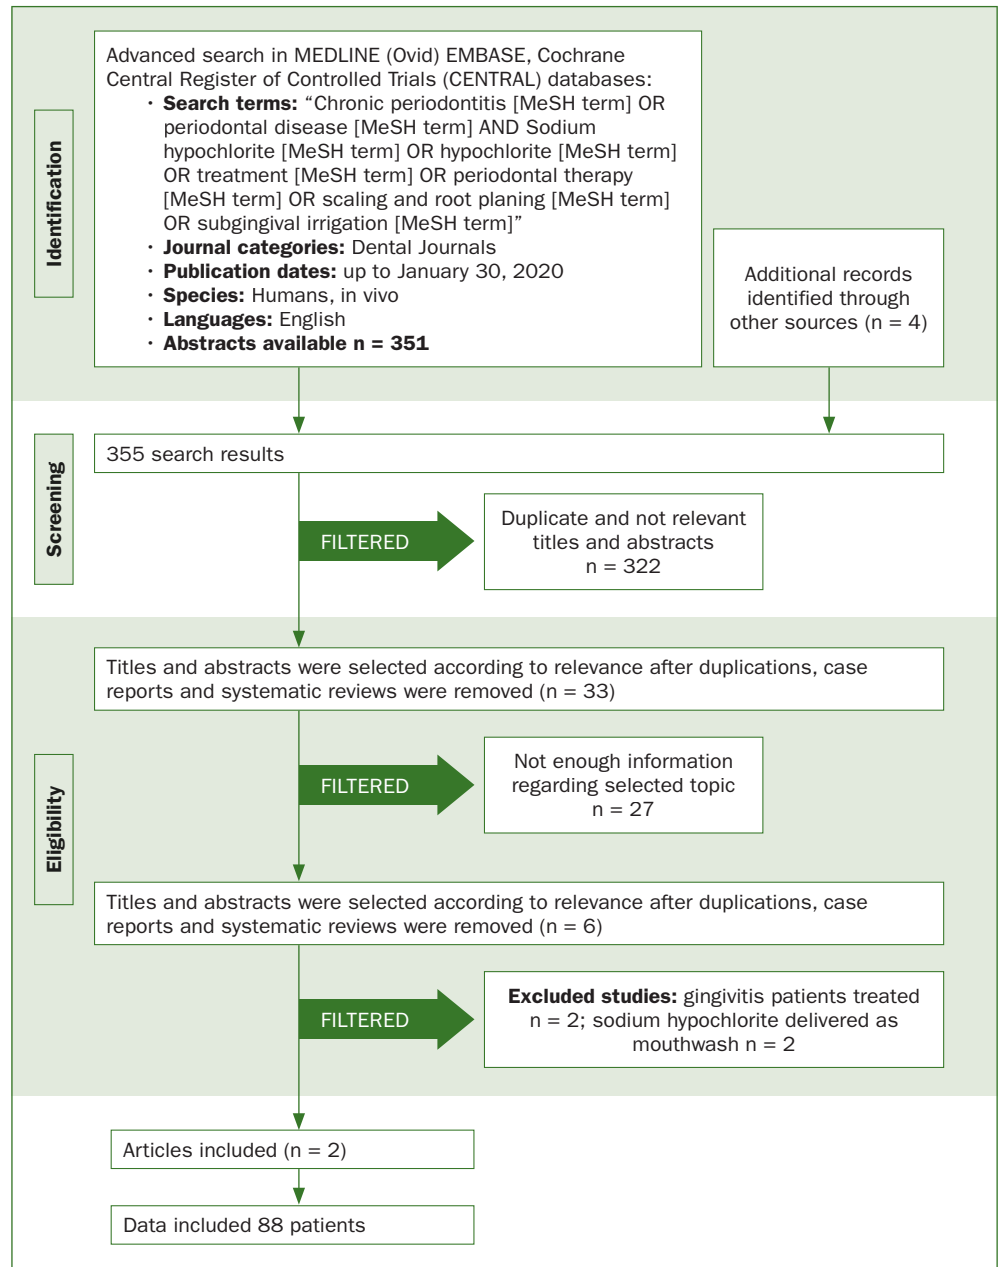 Identification
Advanced search in MEDLINE (Ovid) EMBASE, Cochrane
Central Register of Controlled Trials (CENTRAL) databases:
· Search terms: “Chronic periodontitis [MeSH term] OR
periodontal disease [MeSH term] AND Sodium
hypochlorite [MeSH term] OR hypochlorite [MeSH term]
OR treatment [MeSH term] OR periodontal therapy
[MeSH term] OR scaling and root planing [MeSH term]
OR subgingival irrigation [MeSH term]”
· Journal categories: Dental Journals
· Publication dates: up to January 30, 2020
· Species: Humans, in vivo
· Languages: English
· Abstracts available n = 351
Additional records
identified through
other sources (n = 4)
Screening
355 search results
FILTERED
Duplicate and not relevant
titles and abstracts
n = 322
Eligibility
Titles and abstracts were selected according to relevance after duplications, case
reports and systematic reviews were removed (n = 33)
FILTERED
Not enough information
regarding selected topic
n = 27
Titles and abstracts were selected according to relevance after duplications, case
reports and systematic reviews were removed (n = 6)
FILTERED
Excluded studies: gingivitis patients treated
n = 2; sodium hypochlorite delivered as
mouthwash n = 2
Articles included (n = 2)
Data included 88 patients